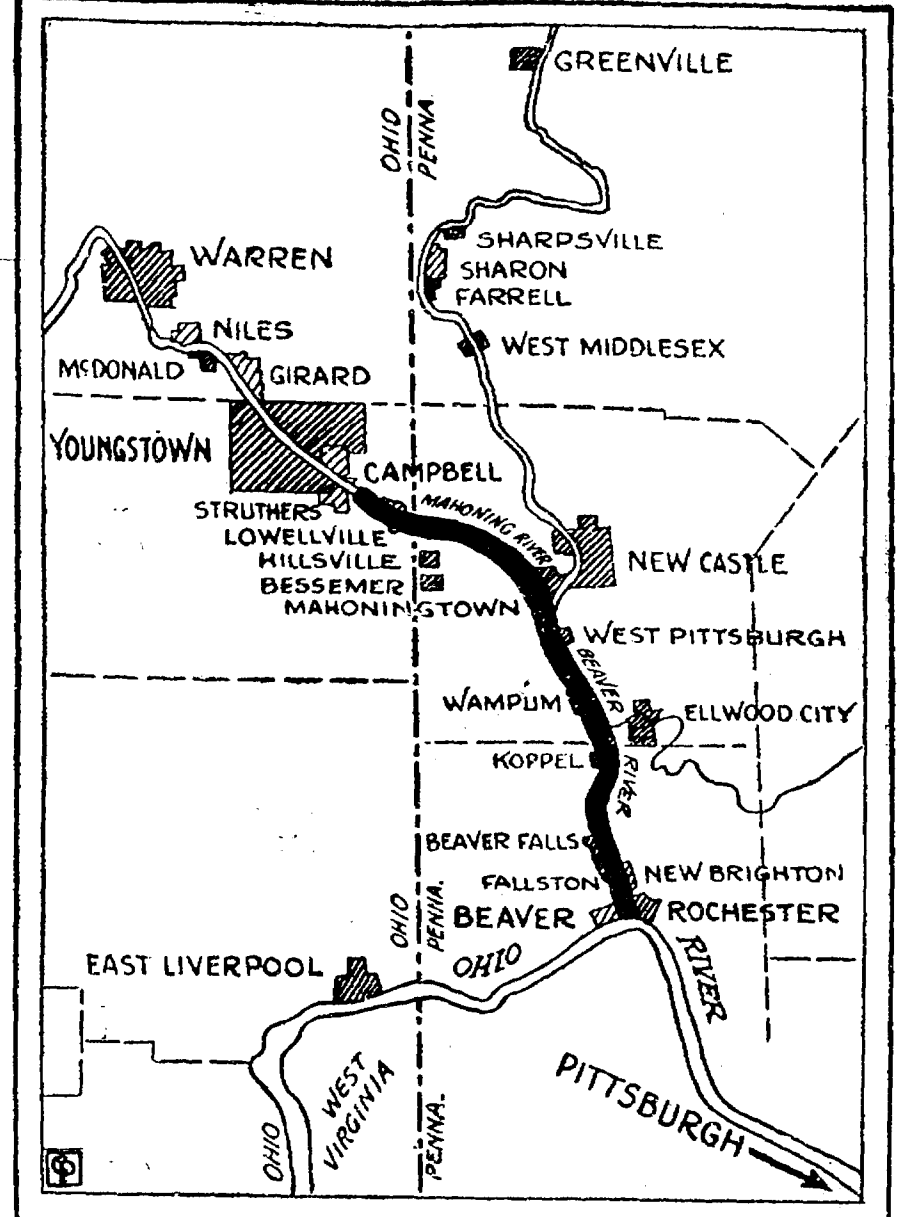 GREENVILLE
OHIO
PENNA.
SHARPSVILLE
WARREN
SHARON
FARRELL
NILES
WEST MIDDLESEX
McDONALD
GIRARD
YOUNGSTOWN
CAMPBELL
STRUTHERS
MAHONING RIVER
LOWELLVILLE
HILLSVILLE
NEW CASTLE
BESSEMER
MAHONINGTOWN
WEST PITTSBURGH
BEAVER RIVER
WAMPUM
ELLWOOD CITY
KOPPEL
BEAVER FALLS
NEW BRIGHTON
FALLSTON
BEAVER
ROCHESTER
OHIO
PENNA.
EAST LIVERPOOL
OHIO RIVER
PITTSBURGH
WEST
VIRGINIA
OHIO
PENNA.